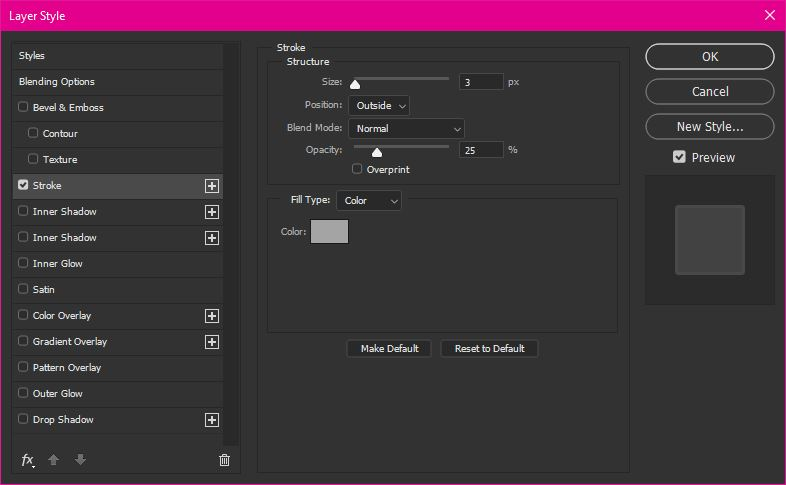 Layer Style
Styles
Blending Options
Bevel & Emboss
Contour
Texture
Stroke
Inner Shadow
Inner Shadow
Inner Glow
Satin
Color Overlay
Gradient Overlay
Pattern Overlay
Outer Glow
Drop Shadow
fx
Stroke
Structure
Size: 3 px
Position: Outside
Blend Mode: Normal
Opacity: 25 %
Overprint
Fill Type: Color
Color:
Make Default Reset to Default
OK
Cancel
New Style...
Preview